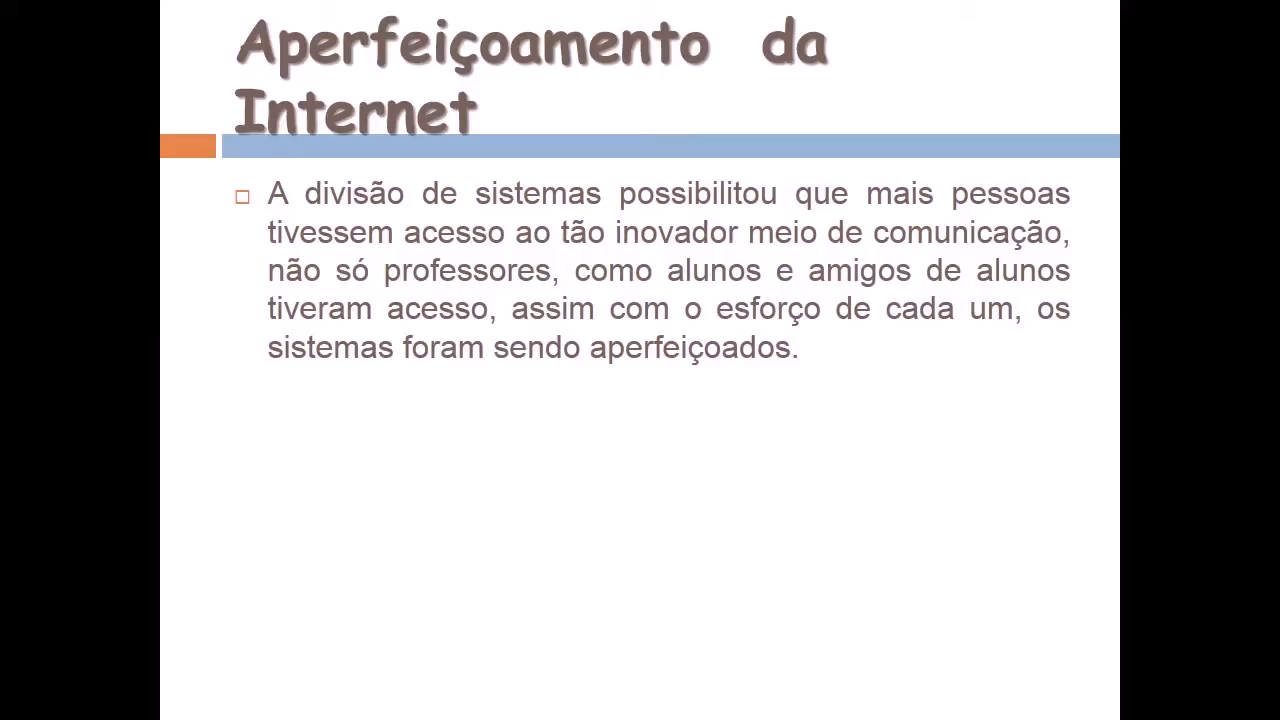 Aperfeiçoamento da
Internet
A divisão de sistemas possibilitou que mais pessoas
tivessem acesso ao tão inovador meio de comunicação,
não só professores, como alunos e amigos de alunos
tiveram acesso, assim com o esforço de cada um, os
sistemas foram sendo aperfeiçoados.